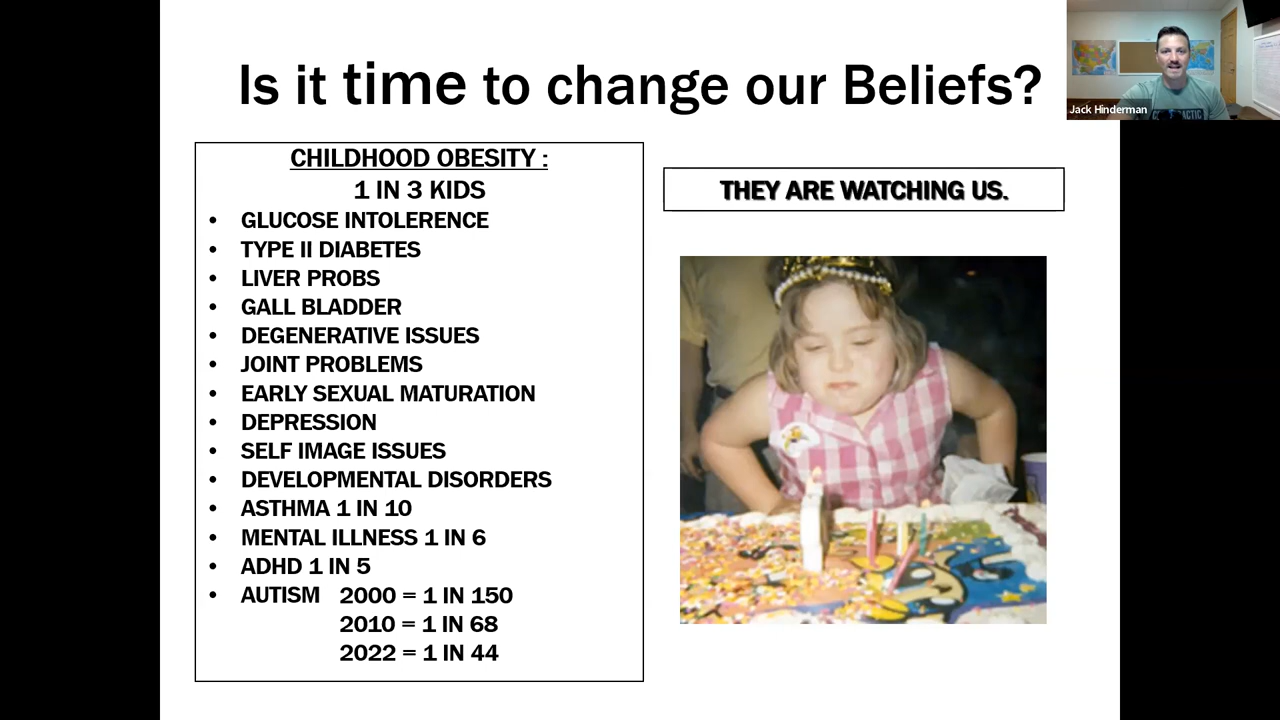 Is it time to change our Beliefs?
Jack Hinderman
CHILDHOOD OBESITY :
1 IN 3 KIDS
• GLUCOSE INTOLERENCE
• TYPE II DIABETES
• LIVER PROBS
• GALL BLADDER
• DEGENERATIVE ISSUES
• JOINT PROBLEMS
• EARLY SEXUAL MATURATION
• DEPRESSION
• SELF IMAGE ISSUES
• DEVELOPMENTAL DISORDERS
• ASTHMA 1 IN 10
• MENTAL ILLNESS 1 IN 6
• ADHD 1 IN 5
• AUTISM 2000 = 1 IN 150
2010 = 1 IN 68
2022 = 1 IN 44
THEY ARE WATCHING US.